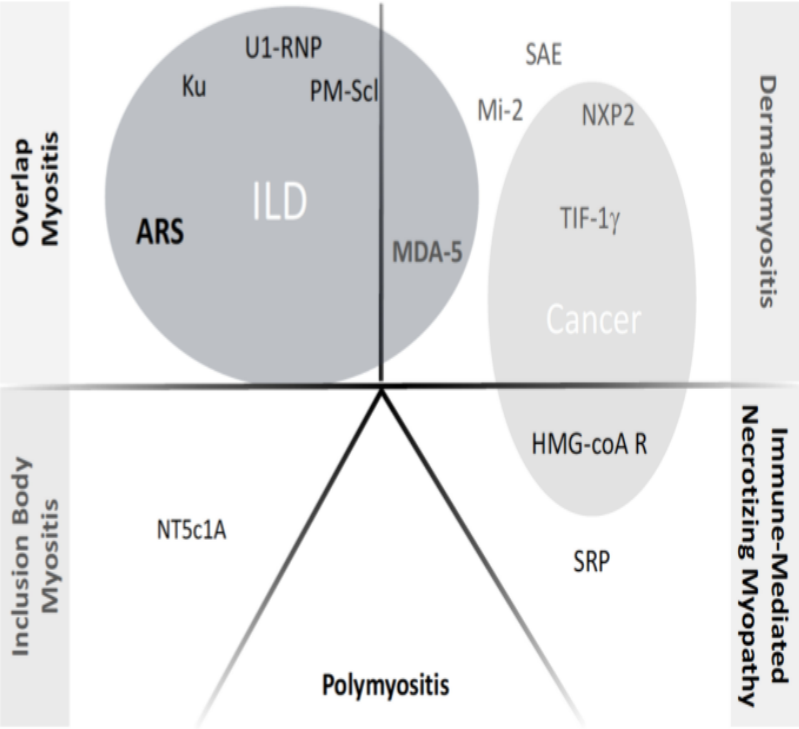 Overlap
Myositis
U1-RNP
Ku
PM-Scl
ILD
ARS
MDA-5
SAE
Mi-2
NXP2
TIF-1γ
Cancer
Dermatomyositis
Inclusion Body
Myositis
NT5c1A
Polymyositis
HMG-coA R
SRP
Immune-Mediated
Necrotizing Myopathy